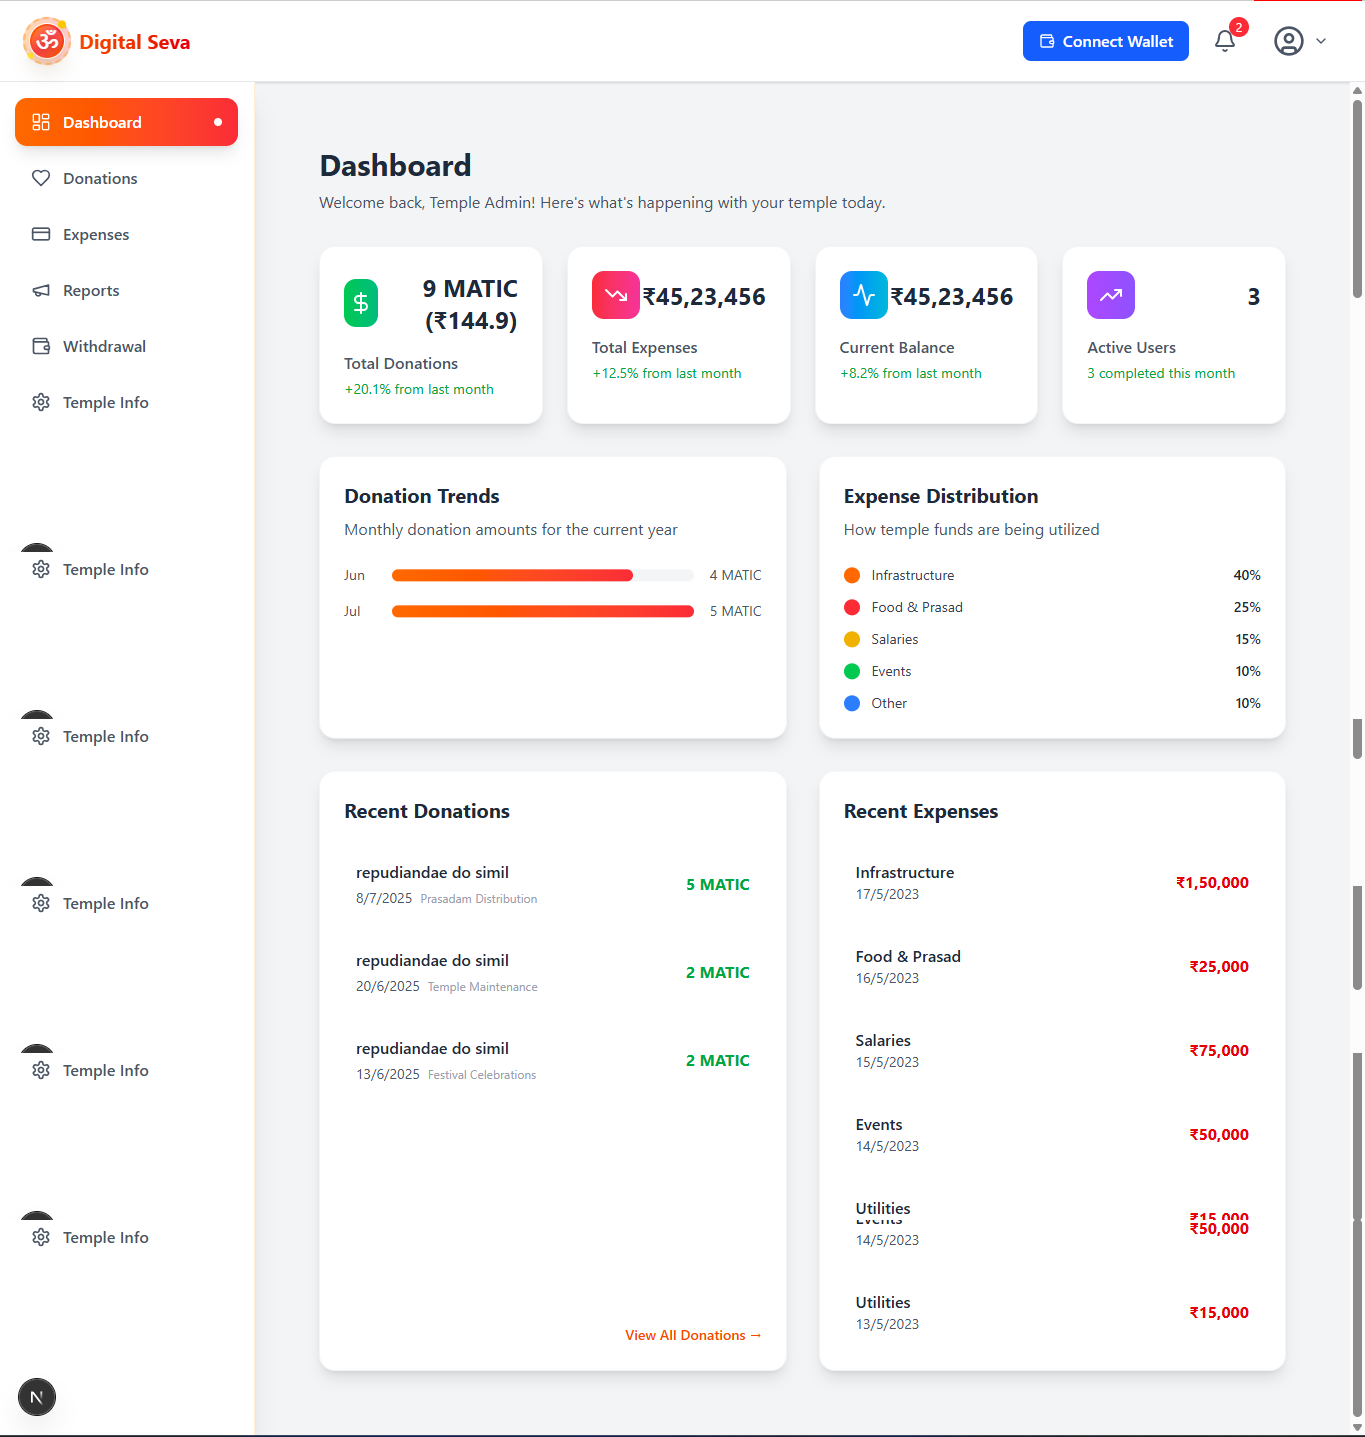 ॐ Digital Seva
Connect Wallet
2
Dashboard
Donations
Expenses
Reports
Withdrawal
Temple Info
Temple Info
Temple Info
Temple Info
Temple Info
Temple Info
N
Dashboard
Welcome back, Temple Admin! Here's what's happening with your temple today.
$
9 MATIC
(₹144.9)
Total Donations
+20.1% from last month
₹45,23,456
Total Expenses
+12.5% from last month
₹45,23,456
Current Balance
+8.2% from last month
3
Active Users
3 completed this month
Donation Trends
Monthly donation amounts for the current year
Jun 4 MATIC
Jul 5 MATIC
Expense Distribution
How temple funds are being utilized
Infrastructure 40%
Food & Prasad 25%
Salaries 15%
Events 10%
Other 10%
Recent Donations
repudiandae do simil
8/7/2025 Prasadam Distribution
5 MATIC
repudiandae do simil
20/6/2025 Temple Maintenance
2 MATIC
repudiandae do simil
13/6/2025 Festival Celebrations
2 MATIC
View All Donations →
Recent Expenses
Infrastructure
17/5/2023
₹1,50,000
Food & Prasad
16/5/2023
₹25,000
Salaries
15/5/2023
₹75,000
Events
14/5/2023
₹50,000
Utilities
₹15,000
Events
₹50,000
14/5/2023
Utilities
13/5/2023
₹15,000